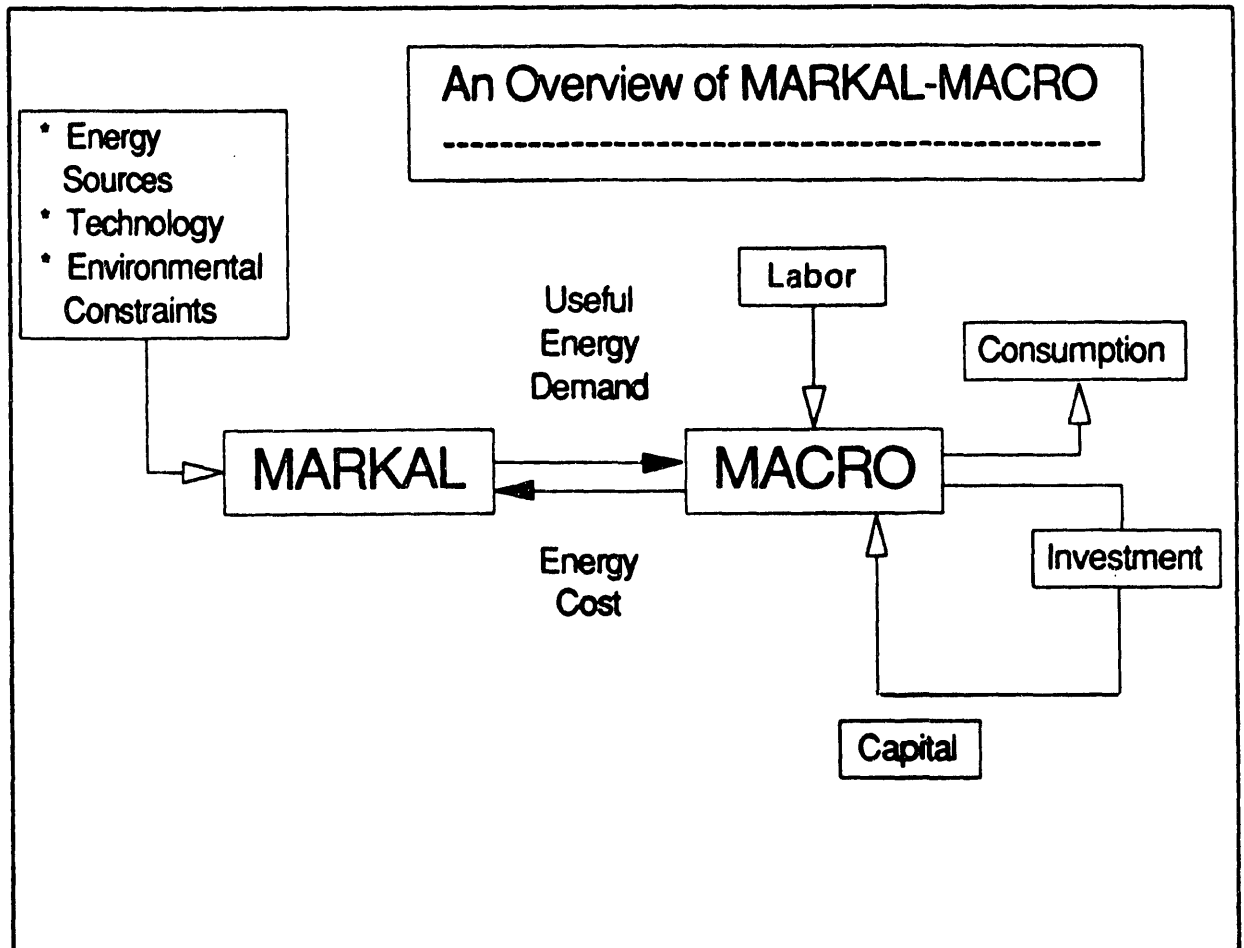 An Overview of MARKAL-MACRO
-----------------------------------------------
* Energy
Sources
* Technology
* Environmental
Constraints
Useful
Energy
Demand
Labor
Consumption
MARKAL
MACRO
Energy
Cost
Investment
Capital